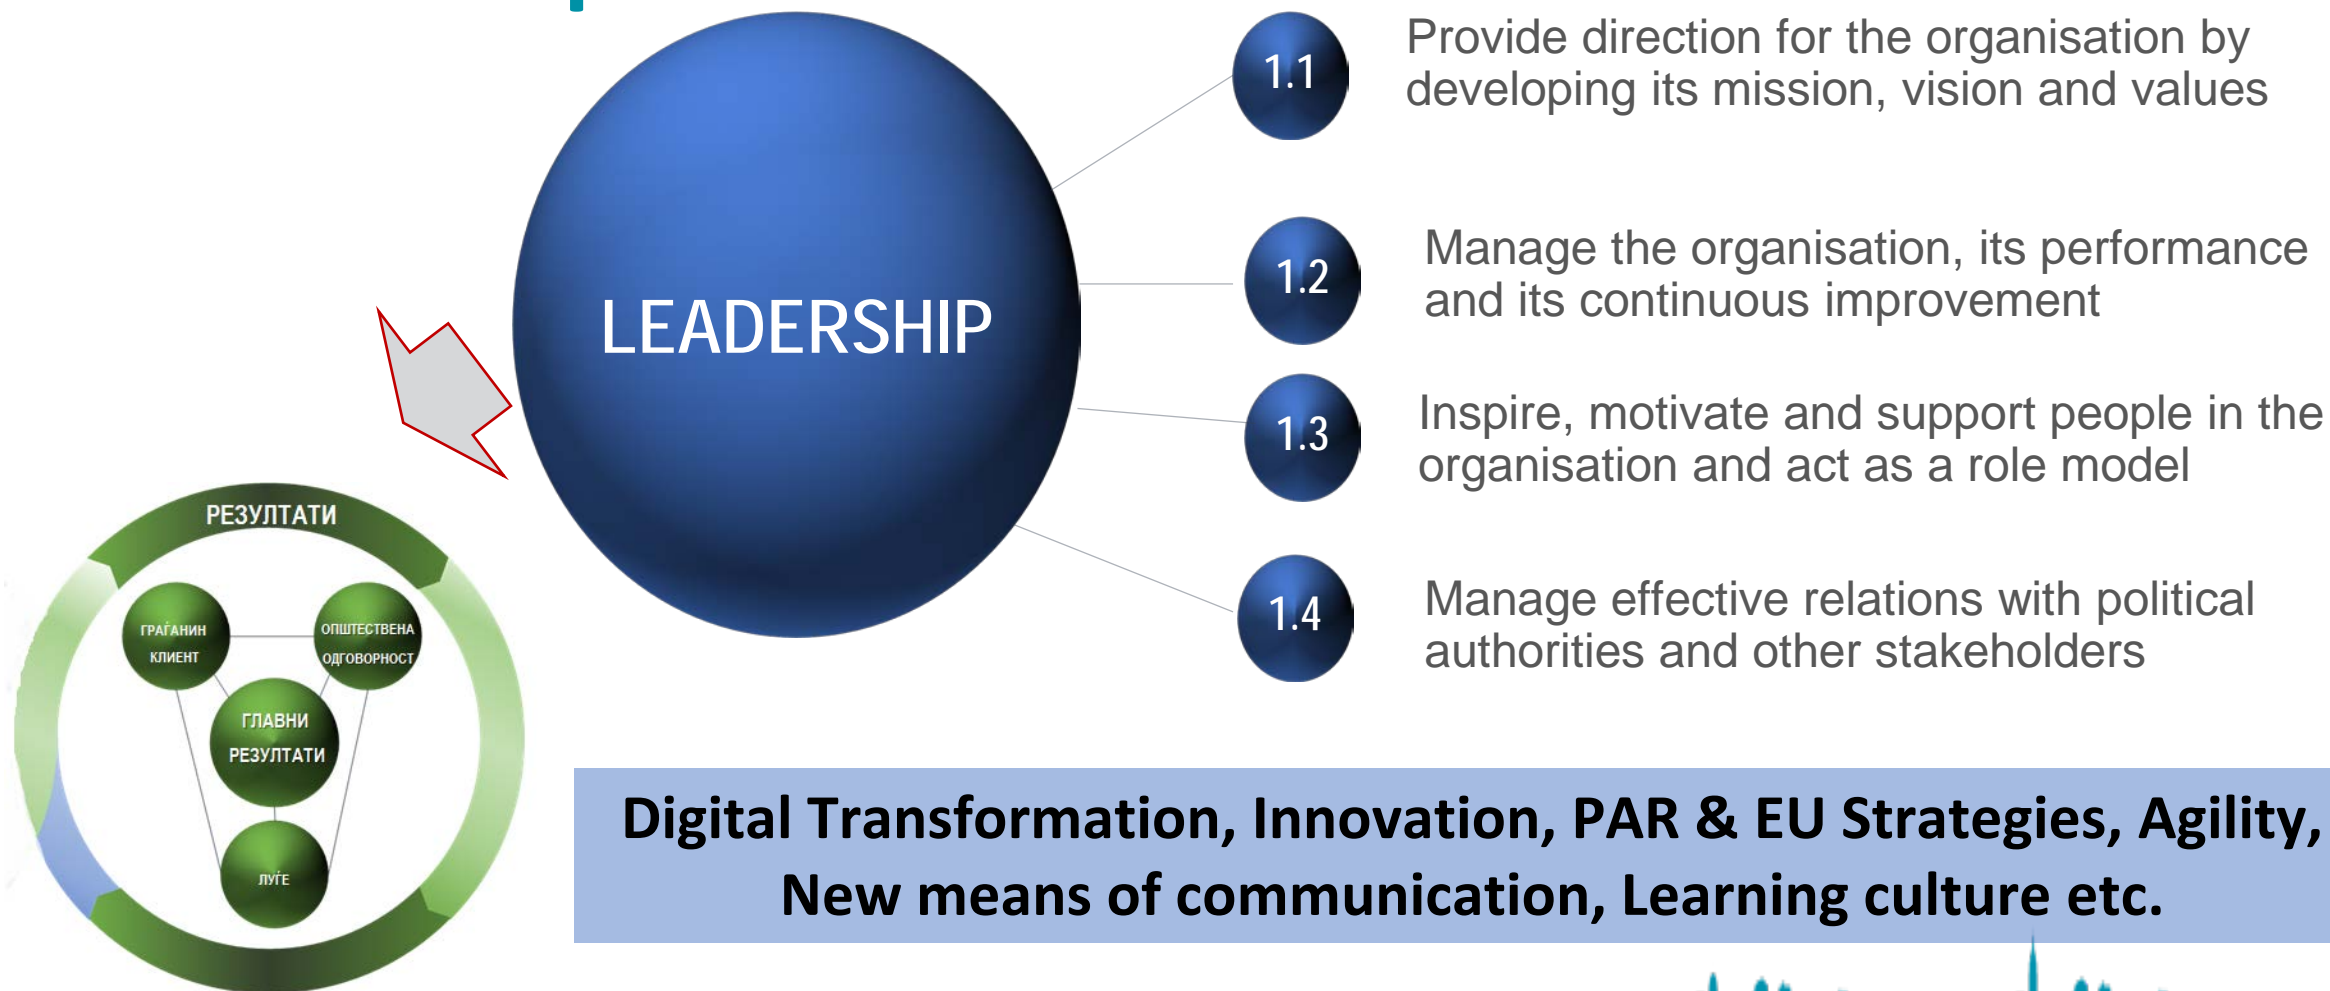 LEADERSHIP
1.1
Provide direction for the organisation by
developing its mission, vision and values
1.2
Manage the organisation, its performance
and its continuous improvement
1.3
Inspire, motivate and support people in the
organisation and act as a role model
1.4
Manage effective relations with political
authorities and other stakeholders
РЕЗУЛТАТИ
ГРАЃАНИН
КЛИЕНТ
ОПШТЕСТВЕНА
ОДГОВОРНОСТ
ГЛАВНИ
РЕЗУЛТАТИ
ЛУЃЕ
Digital Transformation, Innovation, PAR & EU Strategies, Agility,
New means of communication, Learning culture etc.